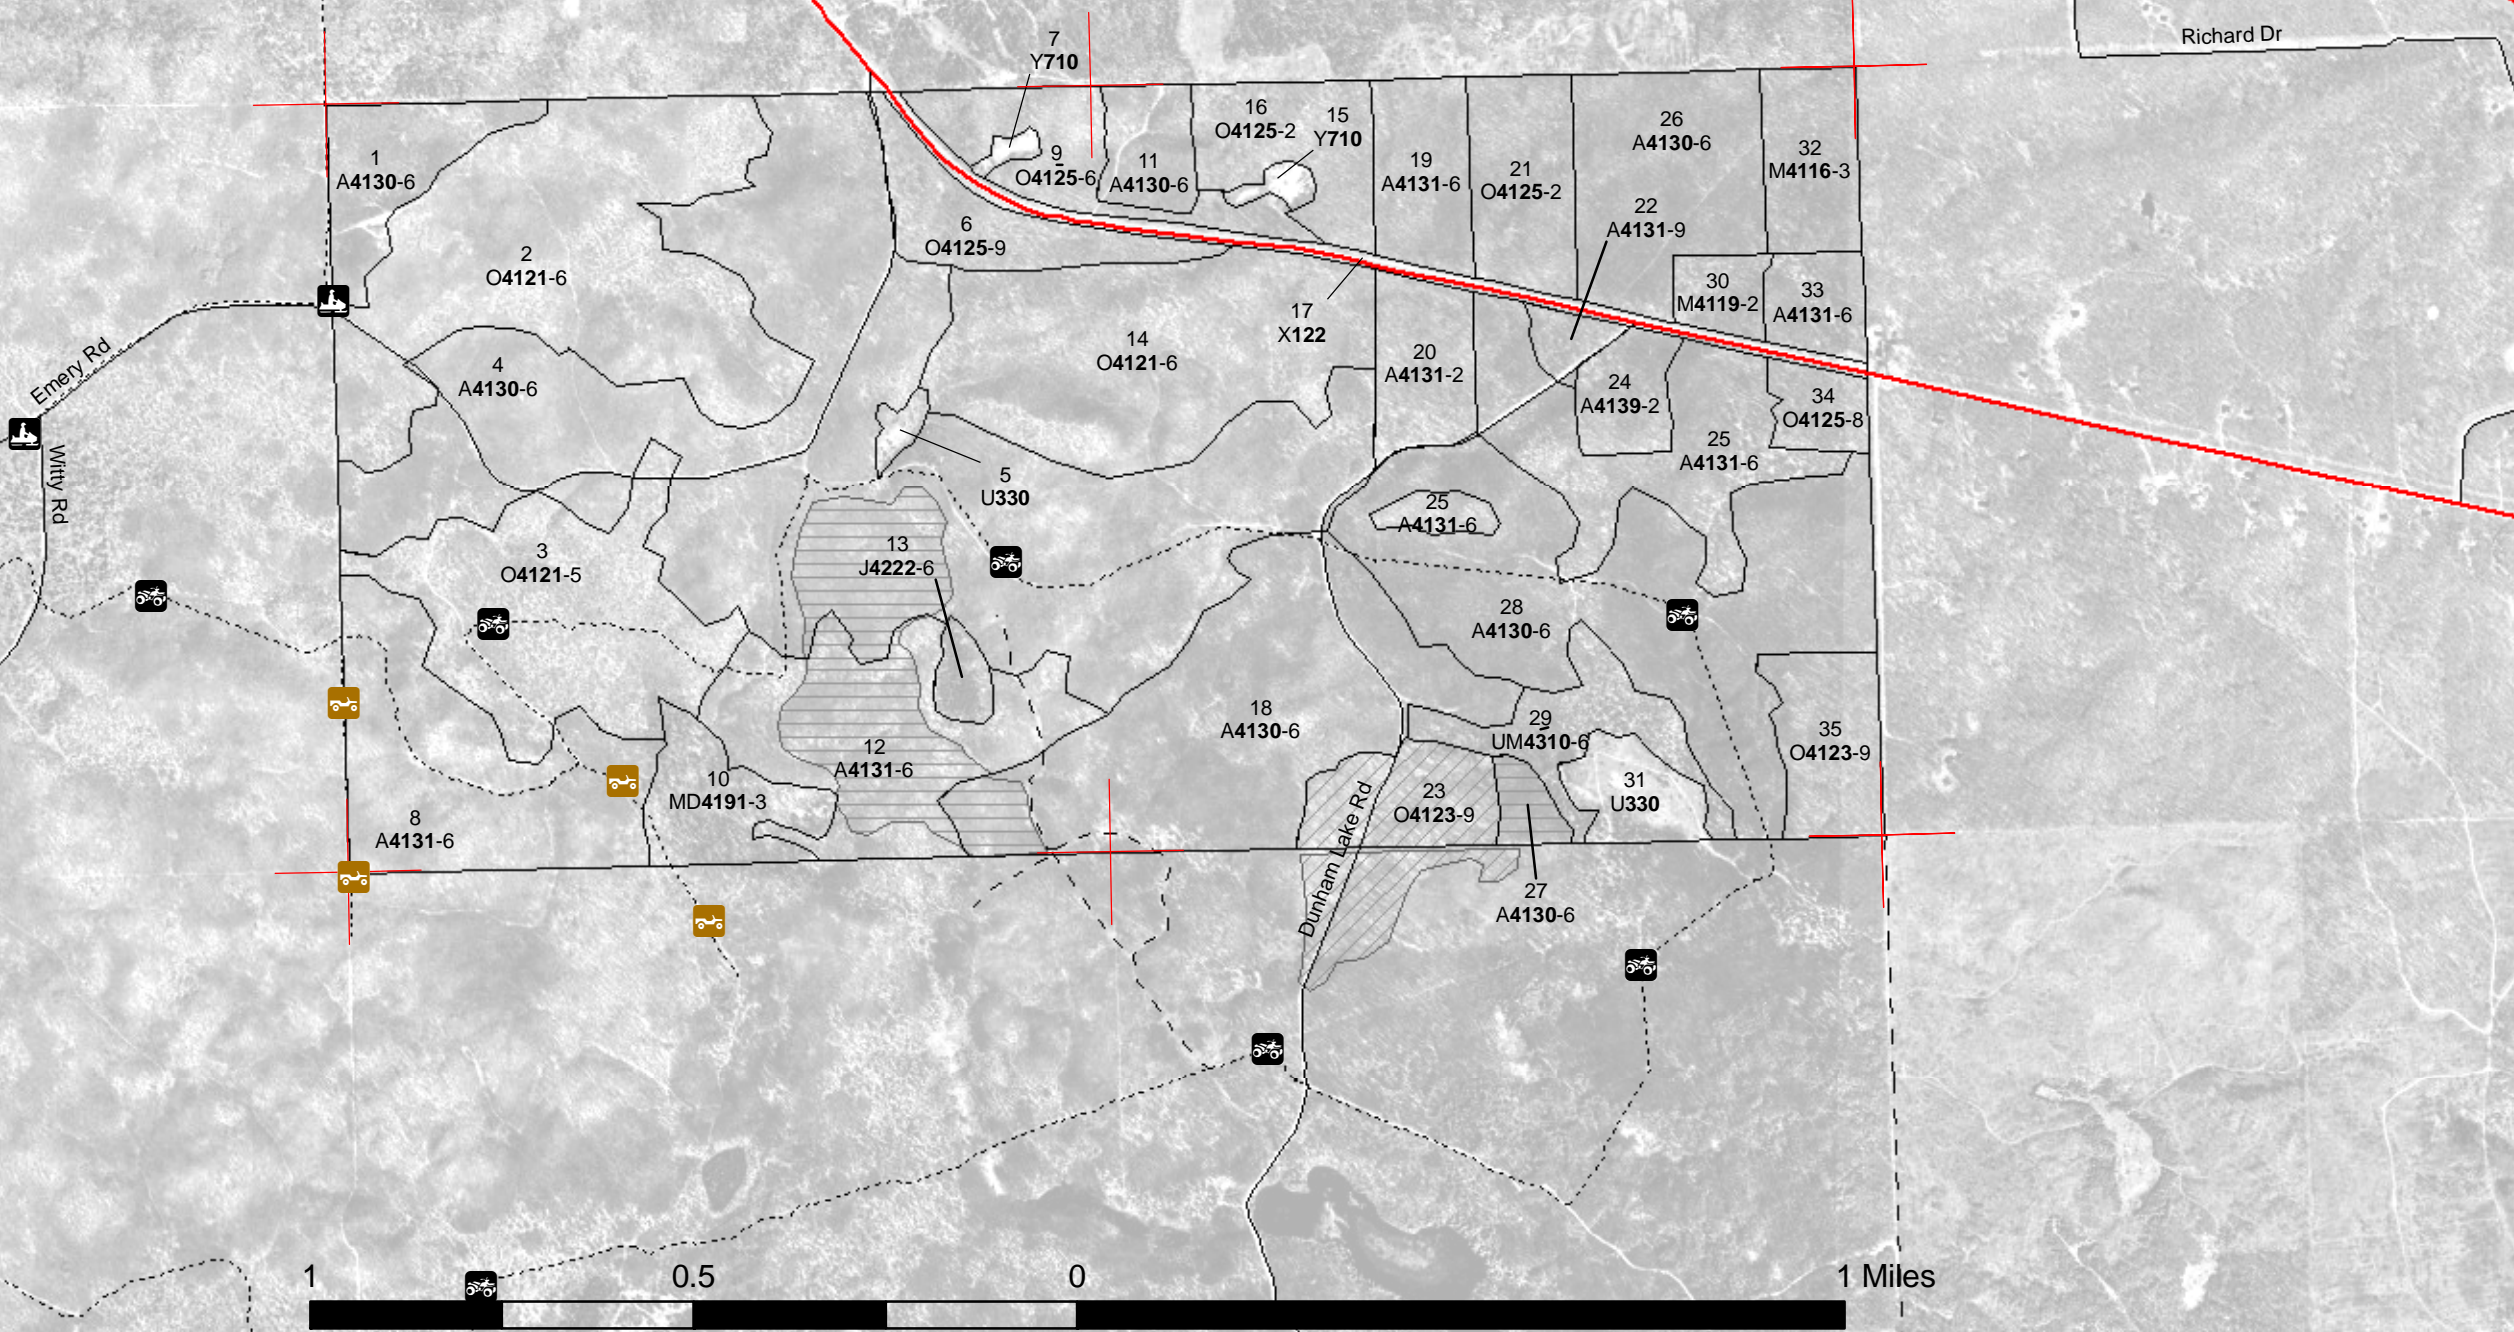 Richard Dr
7
Y710
16
O4125-2
15
Y710
26
A4130-6
1
A4130-6
9
O4125-6
11
A4130-6
19
A4131-6
21
O4125-2
32
M4116-3
22
A4131-9
6
O4125-9
2
O4121-6
30
M4119-2
33
A4131-6
17
X122
14
O4121-6
20
A4131-2
4
A4130-6
24
A4139-2
34
O4125-8
Emery Rd
25
A4131-6
Witty Rd
5
U330
25
A4131-6
13
J4222-6
3
O4121-5
28
A4130-6
18
A4130-6
29
UM4310-6
35
O4123-9
12
A4131-6
10
MD4191-3
31
U330
23
O4123-9
8
A4131-6
Dunham Lake Rd
27
A4130-6
1 0.5 0 1 Miles